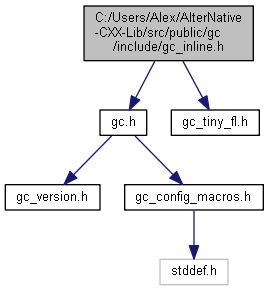 C:/Users/Alex/AlterNative
-CXX-Lib/src/public/gc
/include/gc_inline.h
gc.h
gc_tiny_fl.h
gc_version.h
gc_config_macros.h
stddef.h